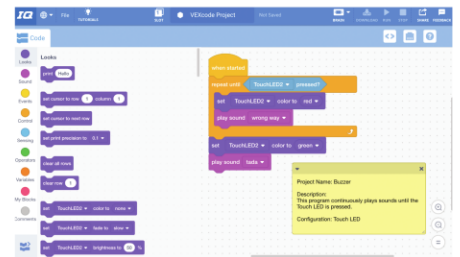 IQ
File
TUTORIALS
SLOT
VEXcode Project
Not Saved
BRAIN
DOWNLOAD
RUN
STOP
SHARE
FEEDBACK
Code
Looks
Looks
print Hello
Sound
set cursor to row 1 column 1
Events
set cursor to next row
Control
set print precision to 0.1
Sensing
Operators
clear all rows
Variables
clear row 1
My Blocks
set TouchLED2 color to none
Comments
set TouchLED2 fade to slow
set TouchLED2 brightness to 50 %
when started
repeat until TouchLED2 pressed?
set TouchLED2 color to red
play sound wrong way
set TouchLED2 color to green
play sound fada
Project Name: Buzzer
Description:
This program continuously plays sounds until the
Touch LED is pressed.
Configuration: Touch LED